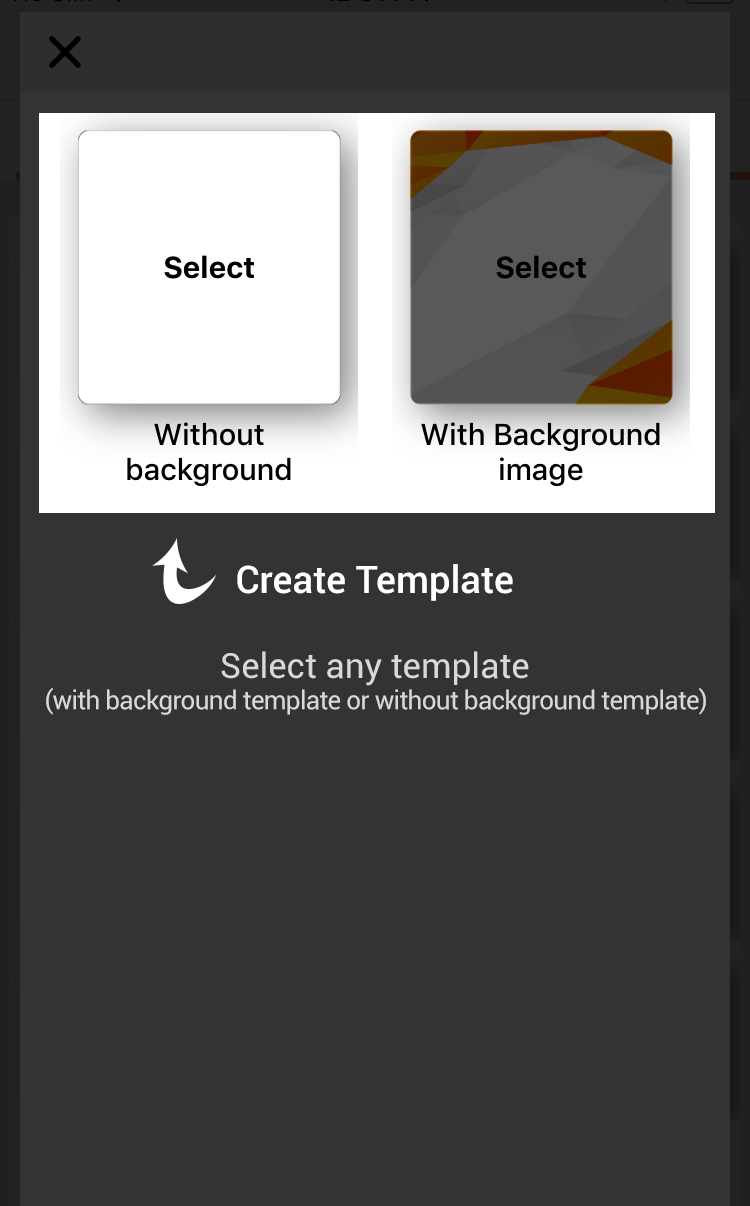 Select
Select
Without
background
With Background
image
Create Template
Select any template
(with background template or without background template)